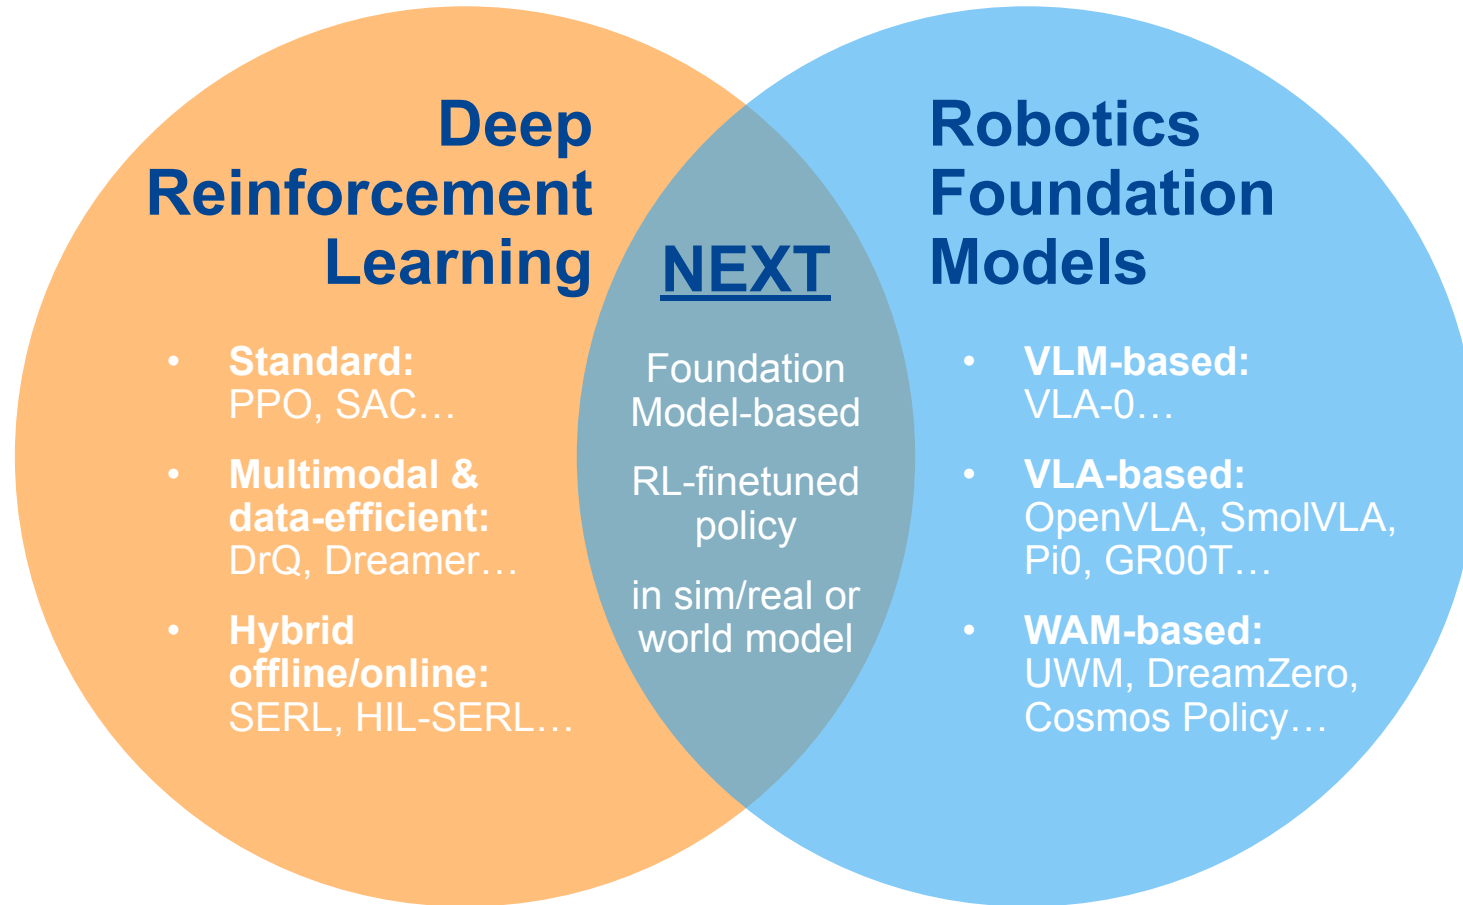 Deep
Reinforcement
Learning
• Standard:
PPO, SAC…
• Multimodal &
data-efficient:
DrQ, Dreamer…
• Hybrid
offline/online:
SERL, HIL-SERL…
NEXT
Foundation
Model-based
RL-finetuned
policy
in sim/real or
world model
Robotics
Foundation
Models
• VLM-based:
VLA-0…
• VLA-based:
OpenVLA, SmolVLA,
Pi0, GR00T…
• WAM-based:
UWM, DreamZero,
Cosmos Policy…